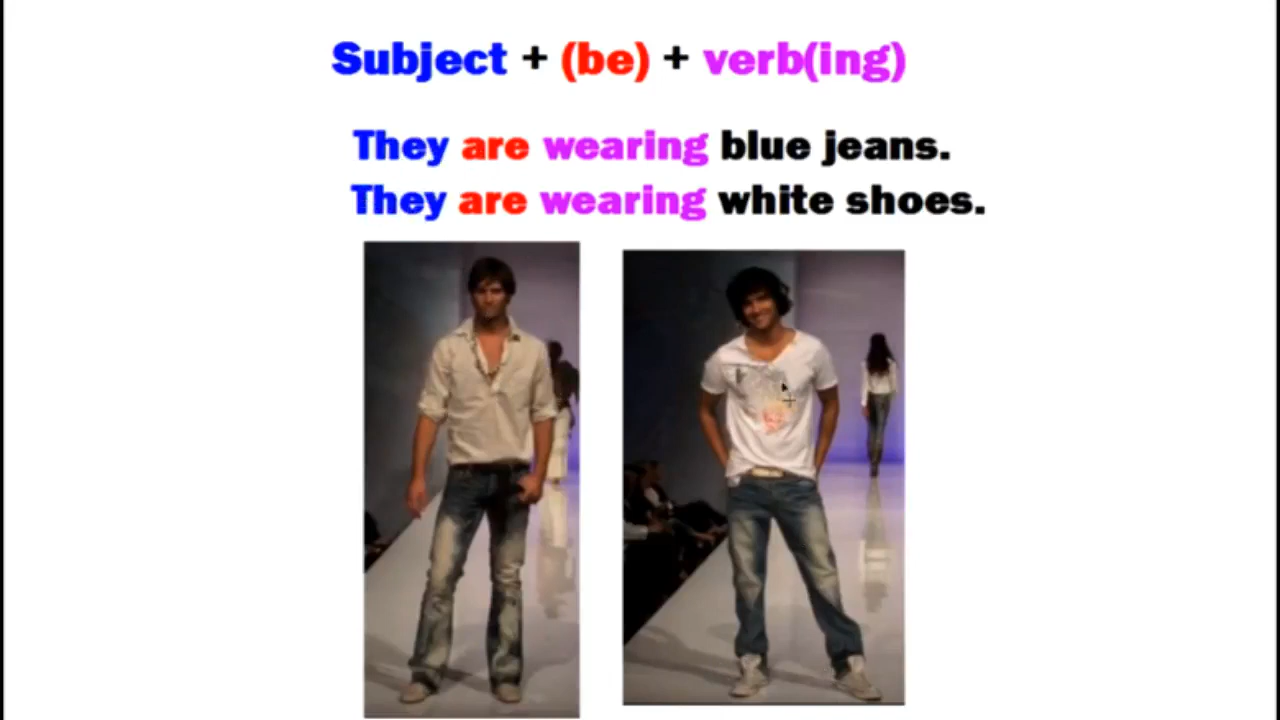 Subject + (be) + verb(ing)
They are wearing blue jeans.
They are wearing white shoes.